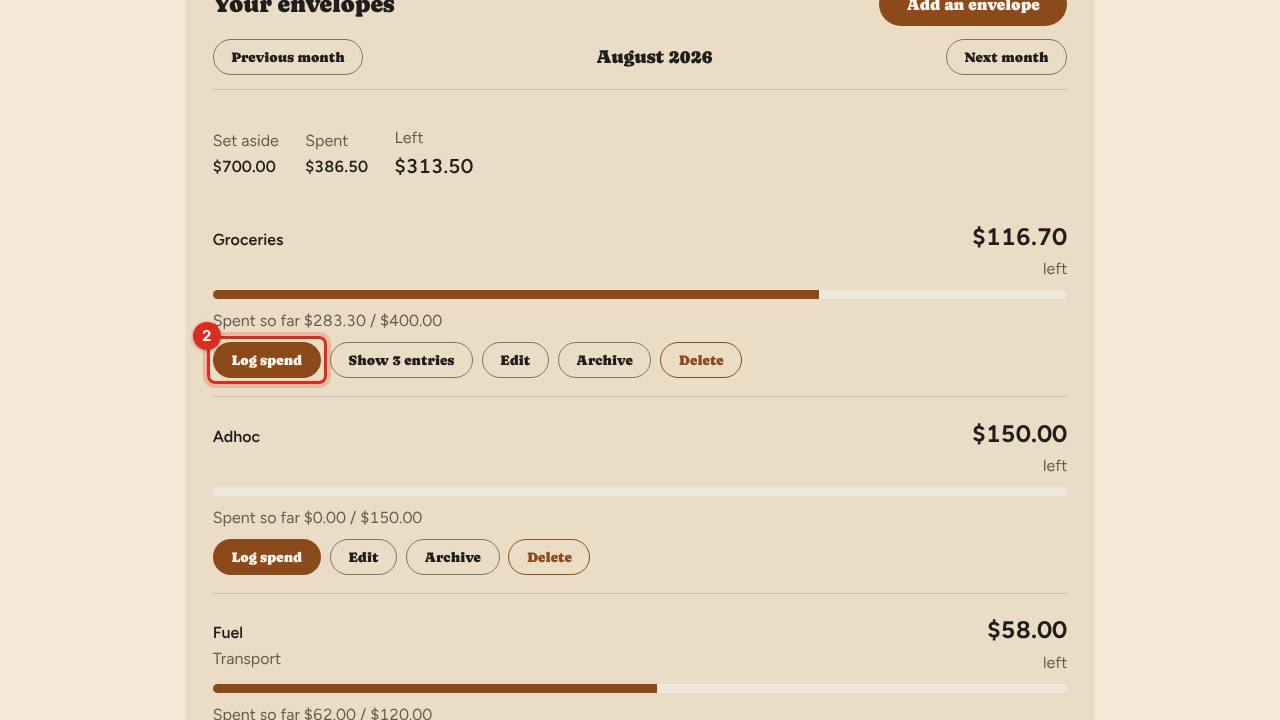 Your envelopes
Add an envelope
Previous month
August 2026
Next month
Set aside
Spent
Left
$700.00
$386.50
$313.50
Groceries
$116.70
left
Spent so far $283.30 / $400.00
2
Log spend
Show 3 entries
Edit
Archive
Delete
Adhoc
$150.00
left
Spent so far $0.00 / $150.00
Log spend
Edit
Archive
Delete
Fuel
$58.00
Transport
left
Spent so far $62.00 / $120.00